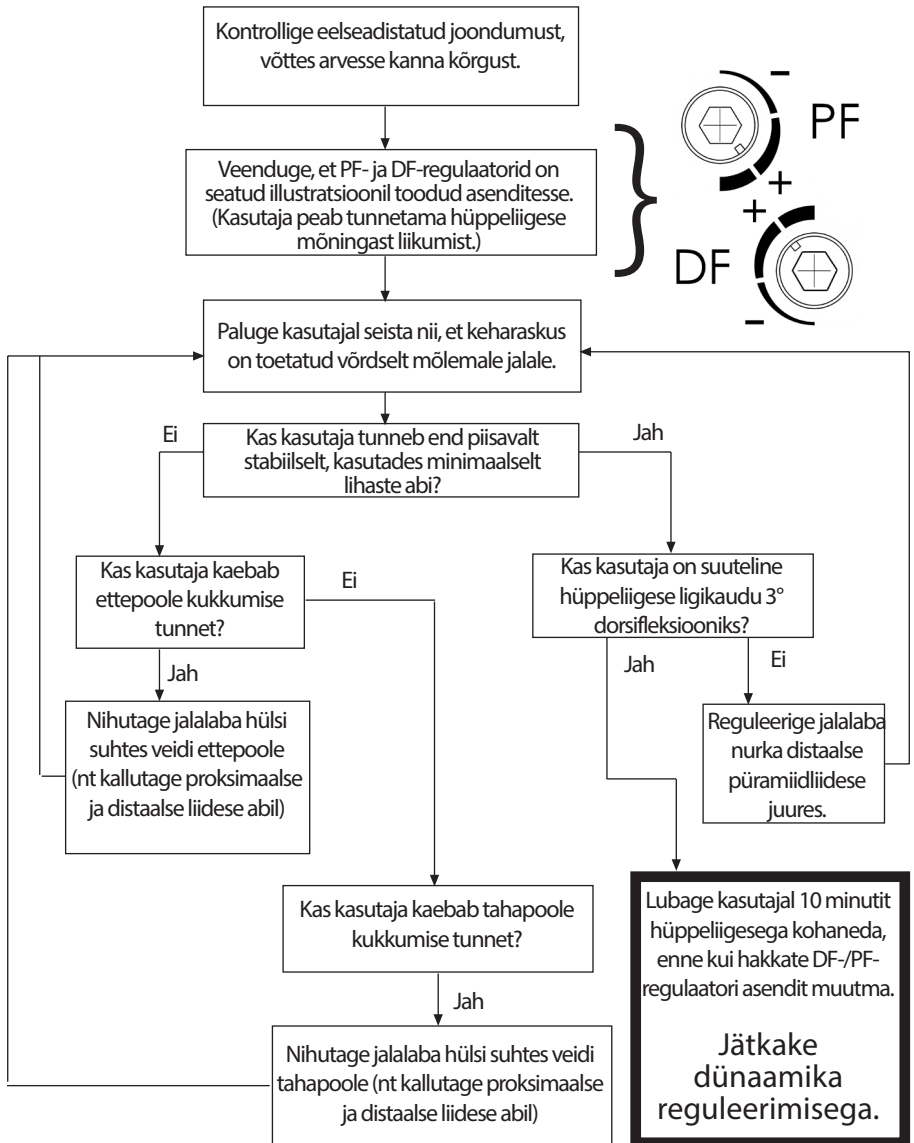 Kontrollige eelseadistatud joondumust,
võttes arvesse kanna kõrgust.
Veenduge, et PF- ja DF-regulaatorid on
seatud illustratsioonil toodud asenditesse.
(Kasutaja peab tunnetama hüppeliigese
mõningast liikumist.)
-
PF
+
+
DF
-
Paluge kasutajal seista nii, et keharaskus
on toetatud võrdselt mõlemale jalale.
Kas kasutaja tunneb end piisavalt
stabiilselt, kasutades minimaalselt
lihaste abi?
Ei
Jah
Kas kasutaja kaebab
ettepoole kukkumise
tunnet?
Ei
Jah
Kas kasutaja on suuteline
hüppeliigese ligikaudu 3°
dorsifleksiooniks?
Jah
Ei
Nihutage jalalaba hülsi
suhtes veidi ettepoole
(nt kallutage proksimaalse
ja distaalse liidese abil)
Reguleerige jalalaba
nurka distaalse
püramiidliidese
juures.
Kas kasutaja kaebab tahapoole
kukkumise tunnet?
Jah
Nihutage jalalaba hülsi suhtes veidi
tahapoole (nt kallutage proksimaalse
ja distaalse liidese abil)
Lubage kasutajal 10 minutit
hüppeliigesega kohaneda,
enne kui hakkate DF-/PF-
regulaatori asendit muutma.
Jätkake
dünaamika
reguleerimisega.